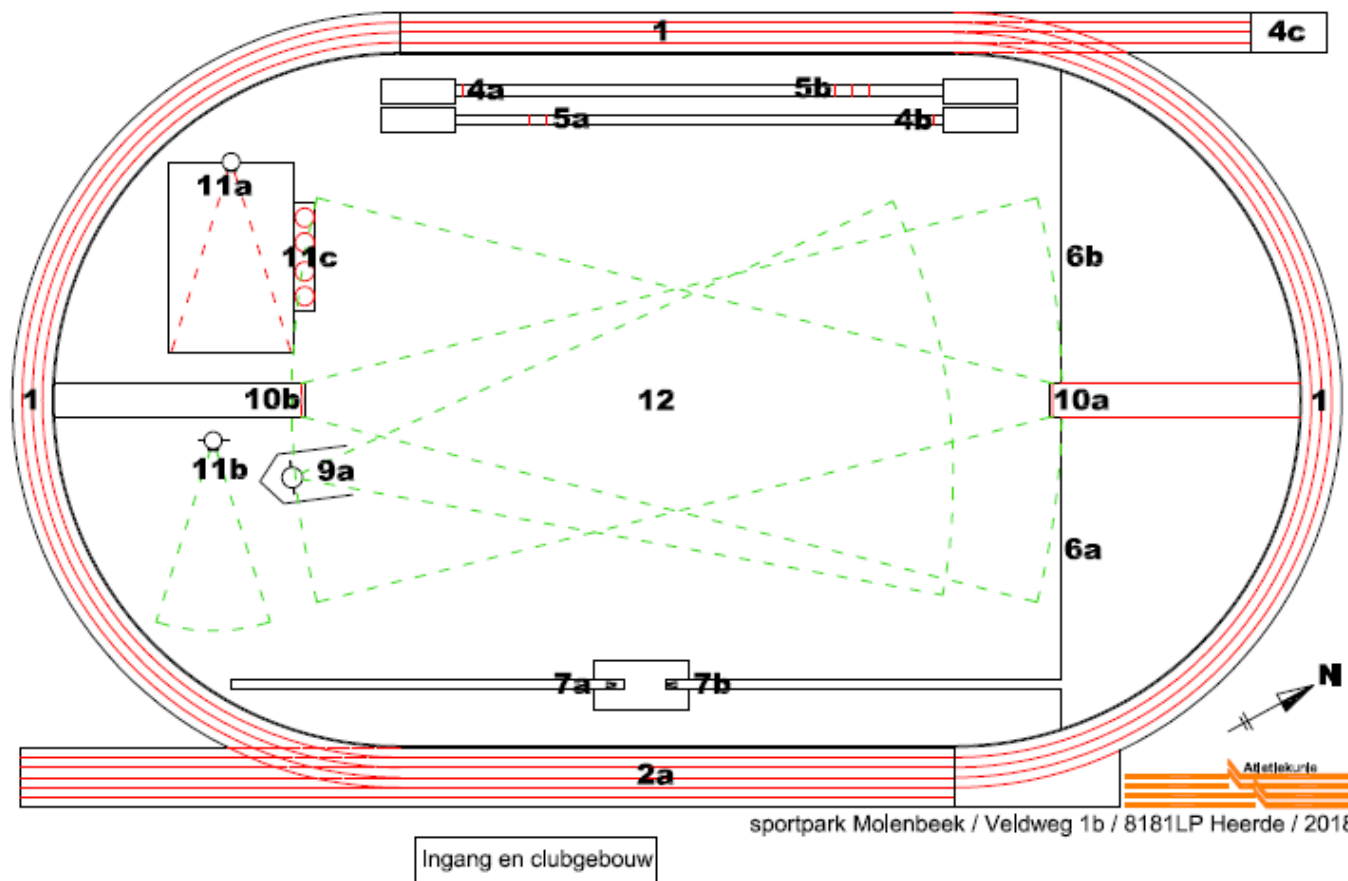 1
4c
4a
5b
5a
4b
11a
11c
6b
1
10b
12
10a
1
11b
9a
6a
7a
7b
N
2a
Atletiekunie
sportpark Molenbeek / Veldweg 1b / 8181LP Heerde / 2018
Ingang en clubgebouw